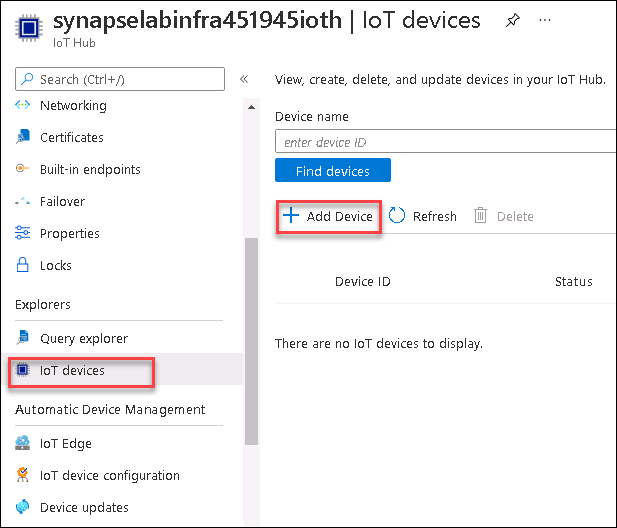 synapselabinfra451945ioth | IoT devices
IoT Hub
Search (Ctrl+/)
Networking
Certificates
Built-in endpoints
Failover
Properties
Locks
Explorers
Query explorer
IoT devices
Automatic Device Management
IoT Edge
IoT device configuration
Device updates
View, create, delete, and update devices in your IoT Hub.
Device name
enter device ID
Find devices
Add Device Refresh Delete
Device ID Status
There are no IoT devices to display.